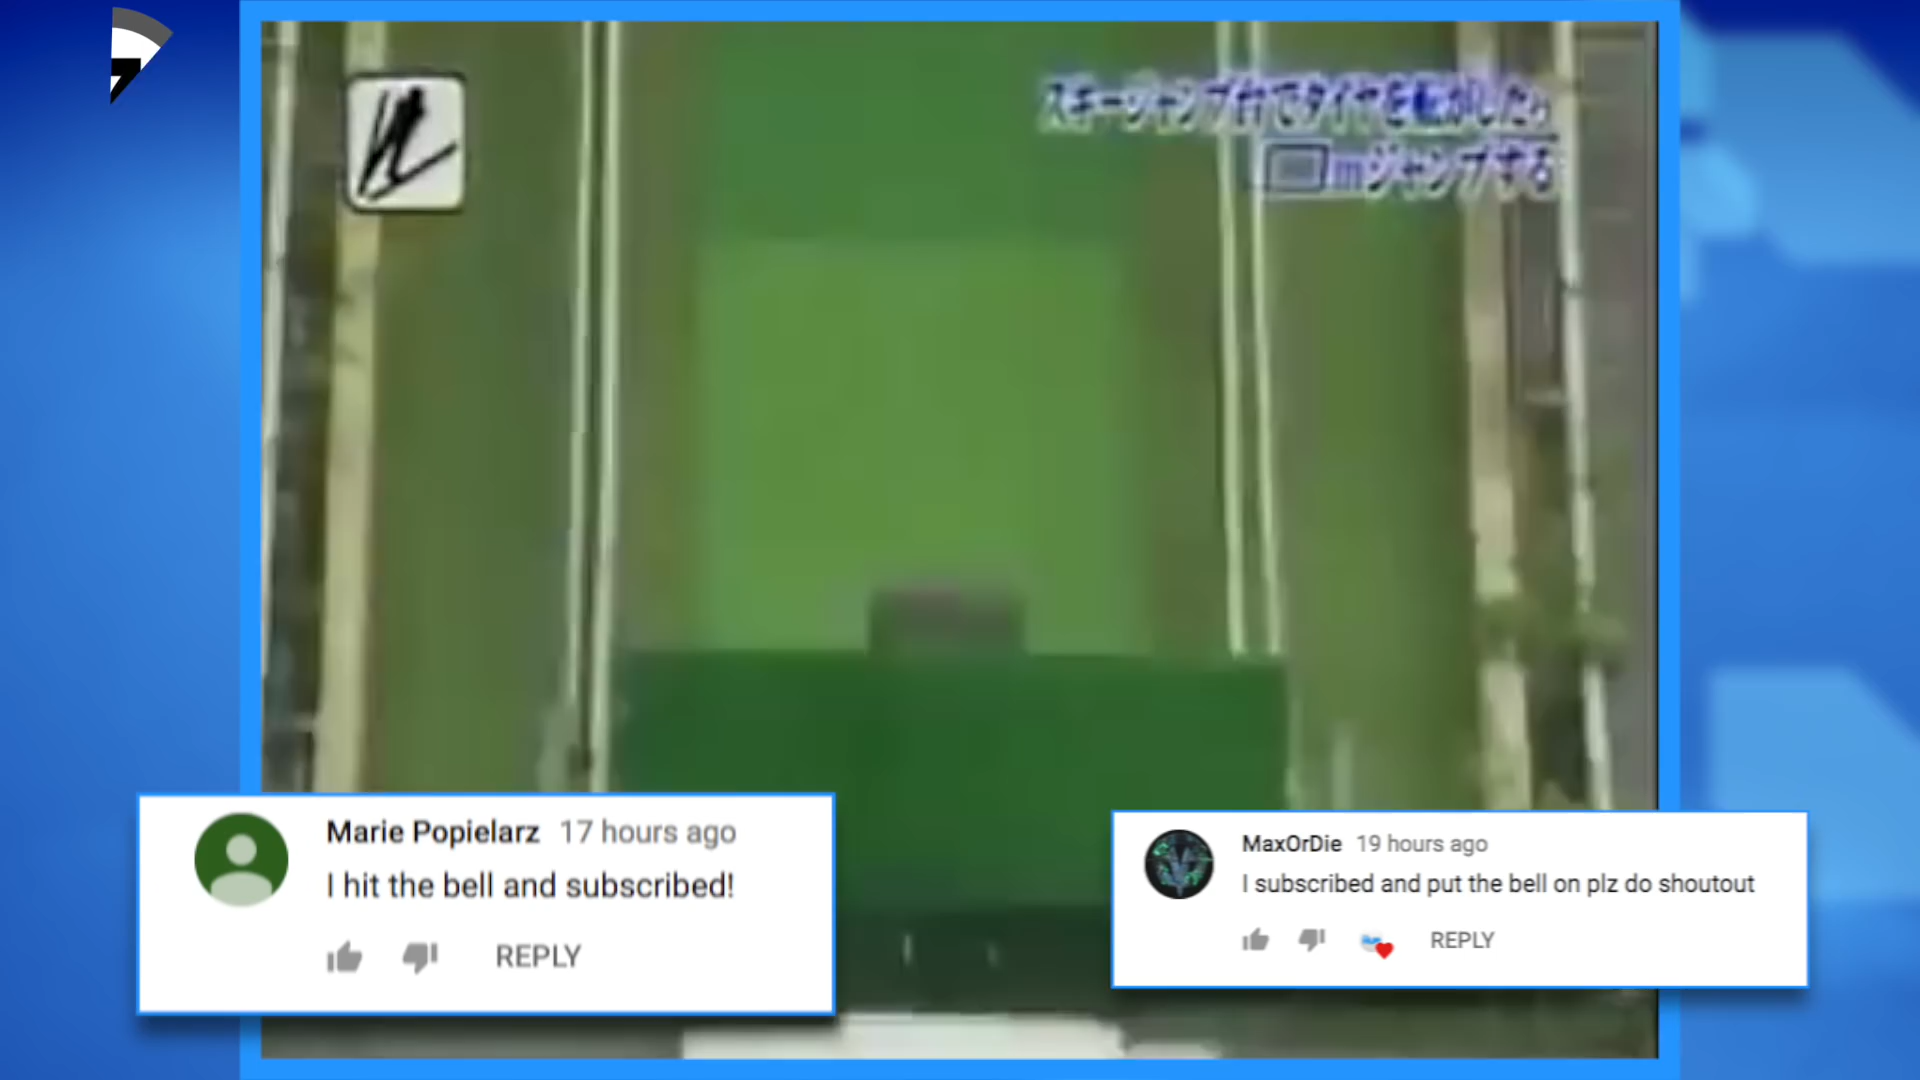 スキージャンプ台でタイヤを転がしたら
mジャンプする
Marie Popielarz 17 hours ago
I hit the bell and subscribed!
REPLY
MaxOrDie 19 hours ago
I subscribed and put the bell on plz do shoutout
REPLY